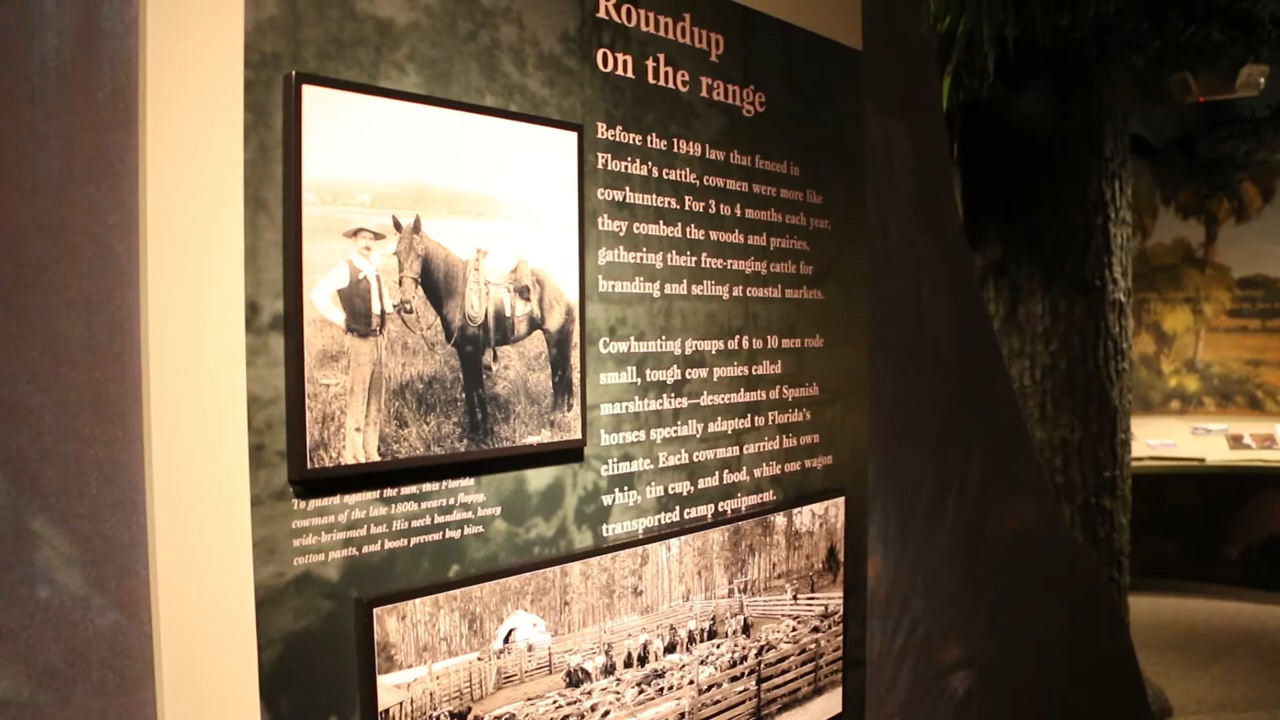 Roundup
on the range
Before the 1949 law that fenced in
Florida's cattle, cowmen were more like
cowhunters. For 3 to 4 months each year,
they combed the woods and prairies,
gathering their free-ranging cattle for
branding and selling at coastal markets.
Cowhunting groups of 6 to 10 men rode
small, tough cow ponies called
marshtackies—descendants of Spanish
horses specially adapted to Florida's
climate. Each cowman carried his own
whip, tin cup, and food, while one wagon
transported camp equipment.
To guard against the sun, this Florida
cowman of the late 1800s wears a floppy,
wide-brimmed hat. His neck bandana, heavy
cotton pants, and boots prevent bug bites.